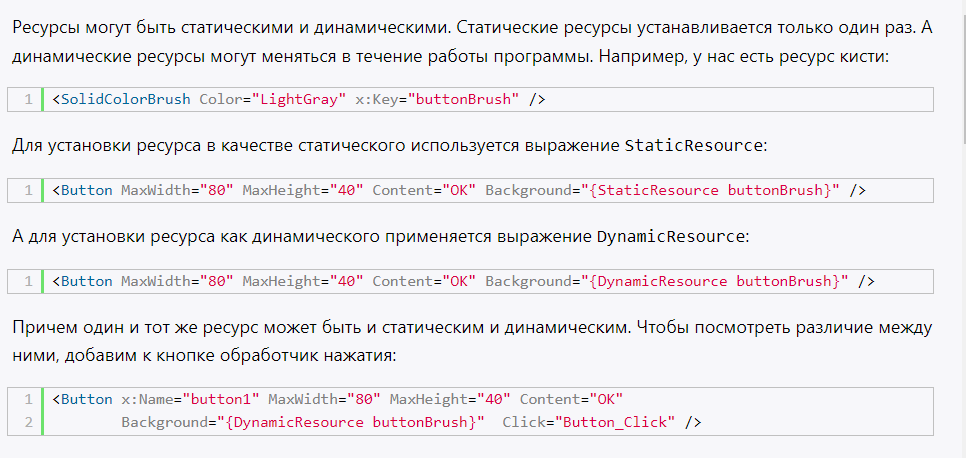 Ресурсы могут быть статическими и динамическими. Статические ресурсы устанавливается только один раз. А
динамические ресурсы могут меняться в течение работы программы. Например, у нас есть ресурс кисти:
1 <SolidColorBrush Color="LightGray" x:Key="buttonBrush" />
Для установки ресурса в качестве статического используется выражение StaticResource:
1 <Button MaxWidth="80" MaxHeight="40" Content="OK" Background="{StaticResource buttonBrush}" />
А для установки ресурса как динамического применяется выражение DynamicResource:
1 <Button MaxWidth="80" MaxHeight="40" Content="OK" Background="{DynamicResource buttonBrush}" />
Причем один и тот же ресурс может быть и статическим и динамическим. Чтобы посмотреть различие между
ними, добавим к кнопке обработчик нажатия:
1 <Button x:Name="button1" MaxWidth="80" MaxHeight="40" Content="OK"
2 Background="{DynamicResource buttonBrush}" Click="Button_Click" />